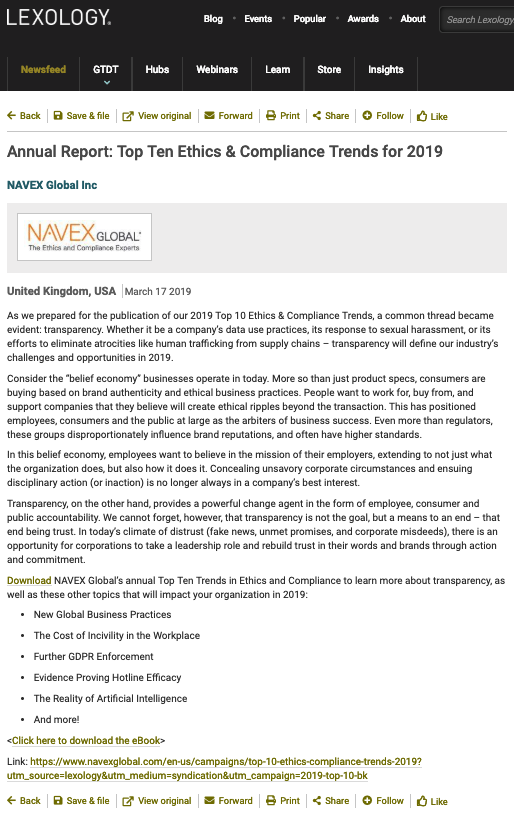 LEXOLOGY.
Blog • Events • Popular • Awards • About
Search Lexology
Newsfeed GTDT Hubs Webinars Learn Store Insights
Back Save & file View original Forward Print Share Follow Like
Annual Report: Top Ten Ethics & Compliance Trends for 2019
NAVEX Global Inc
NAVEX GLOBAL®
The Ethics and Compliance Experts
United Kingdom, USA March 17 2019
As we prepared for the publication of our 2019 Top 10 Ethics & Compliance Trends, a common thread became
evident: transparency. Whether it be a company's data use practices, its response to sexual harassment, or its
efforts to eliminate atrocities like human trafficking from supply chains – transparency will define our industry's
challenges and opportunities in 2019.
Consider the “belief economy” businesses operate in today. More so than just product specs, consumers are
buying based on brand authenticity and ethical business practices. People want to work for, buy from, and
support companies that they believe will create ethical ripples beyond the transaction. This has positioned
employees, consumers and the public at large as the arbiters of business success. Even more than regulators,
these groups disproportionately influence brand reputations, and often have higher standards.
In this belief economy, employees want to believe in the mission of their employers, extending to not just what
the organization does, but also how it does it. Concealing unsavory corporate circumstances and ensuing
disciplinary action (or inaction) is no longer always in a company's best interest.
Transparency, on the other hand, provides a powerful change agent in the form of employee, consumer and
public accountability. We cannot forget, however, that transparency is not the goal, but a means to an end – that
end being trust. In today's climate of distrust (fake news, unmet promises, and corporate misdeeds), there is an
opportunity for corporations to take a leadership role and rebuild trust in their words and brands through action
and commitment.
Download NAVEX Global's annual Top Ten Trends in Ethics and Compliance to learn more about transparency, as
well as these other topics that will impact your organization in 2019:
• New Global Business Practices
• The Cost of Incivility in the Workplace
• Further GDPR Enforcement
• Evidence Proving Hotline Efficacy
• The Reality of Artificial Intelligence
• And more!
<Click here to download the eBook>
Link: https://www.navexglobal.com/en-us/campaigns/top-10-ethics-compliance-trends-2019?
utm_source=lexology&utm_medium=syndication&utm_campaign=2019-top-10-bk
Back Save & file View original Forward Print Share Follow Like